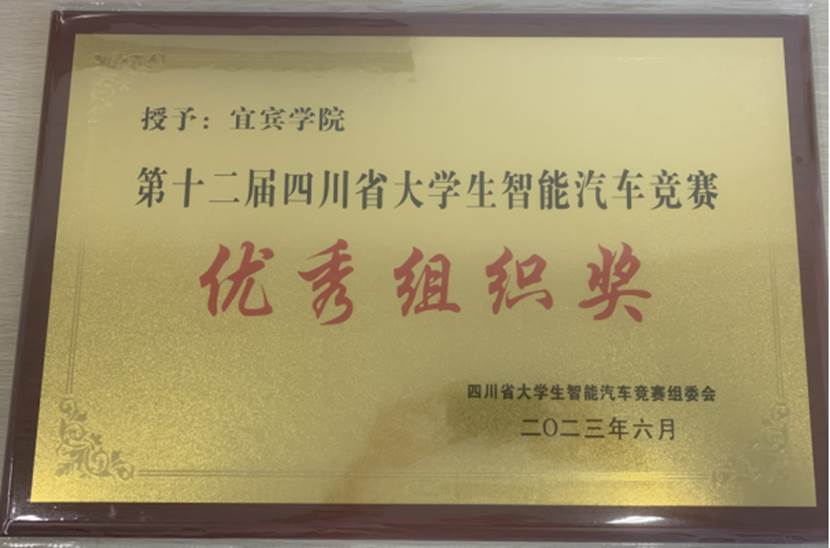 授予：宜宾学院
第十二届四川省大学生智能汽车竞赛
优秀组织奖
四川省大学生智能汽车竞赛组委会
二〇二三年六月